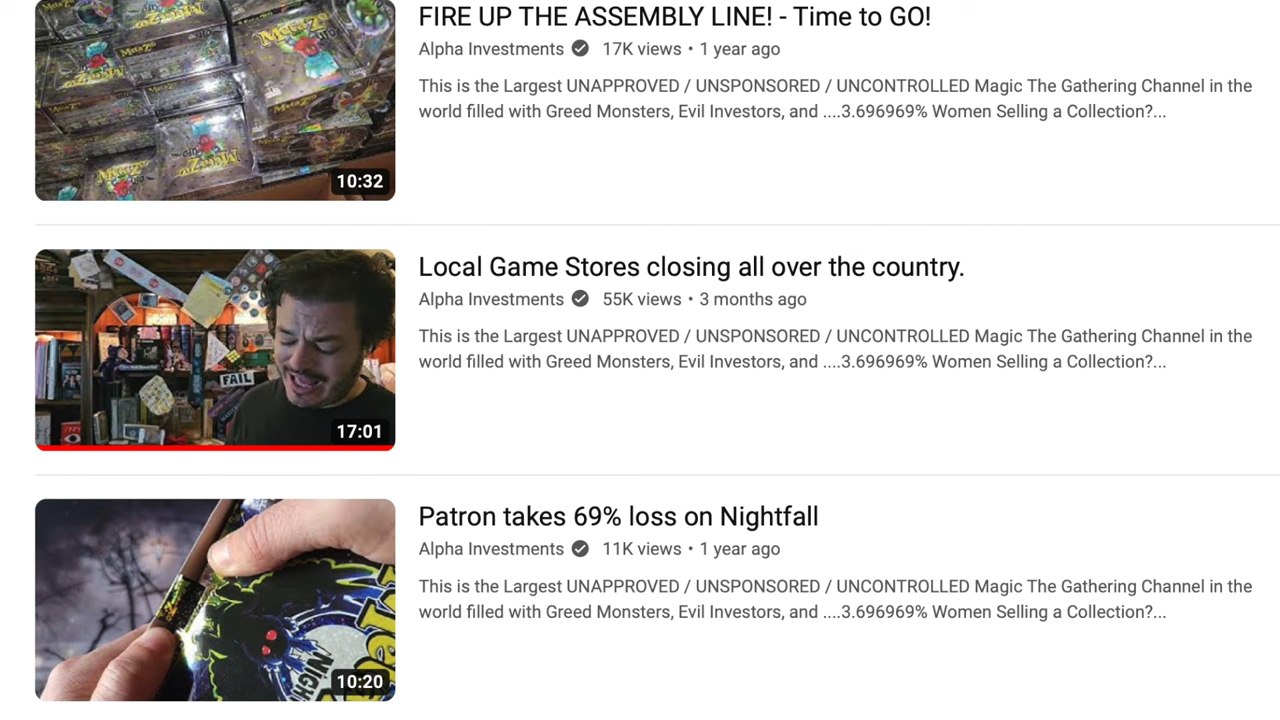 FIRE UP THE ASSEMBLY LINE! - Time to GO!
Alpha Investments 17K views • 1 year ago
This is the Largest UNAPPROVED / UNSPONSORED / UNCONTROLLED Magic The Gathering Channel in the
world filled with Greed Monsters, Evil Investors, and ....3.696969% Women Selling a Collection?...
MetaZoo
10:32
Local Game Stores closing all over the country.
Alpha Investments 55K views • 3 months ago
This is the Largest UNAPPROVED / UNSPONSORED / UNCONTROLLED Magic The Gathering Channel in the
world filled with Greed Monsters, Evil Investors, and ....3.696969% Women Selling a Collection?...
FAIL
17:01
Patron takes 69% loss on Nightfall
Alpha Investments 11K views • 1 year ago
This is the Largest UNAPPROVED / UNSPONSORED / UNCONTROLLED Magic The Gathering Channel in the
world filled with Greed Monsters, Evil Investors, and ....3.696969% Women Selling a Collection?...
10:20